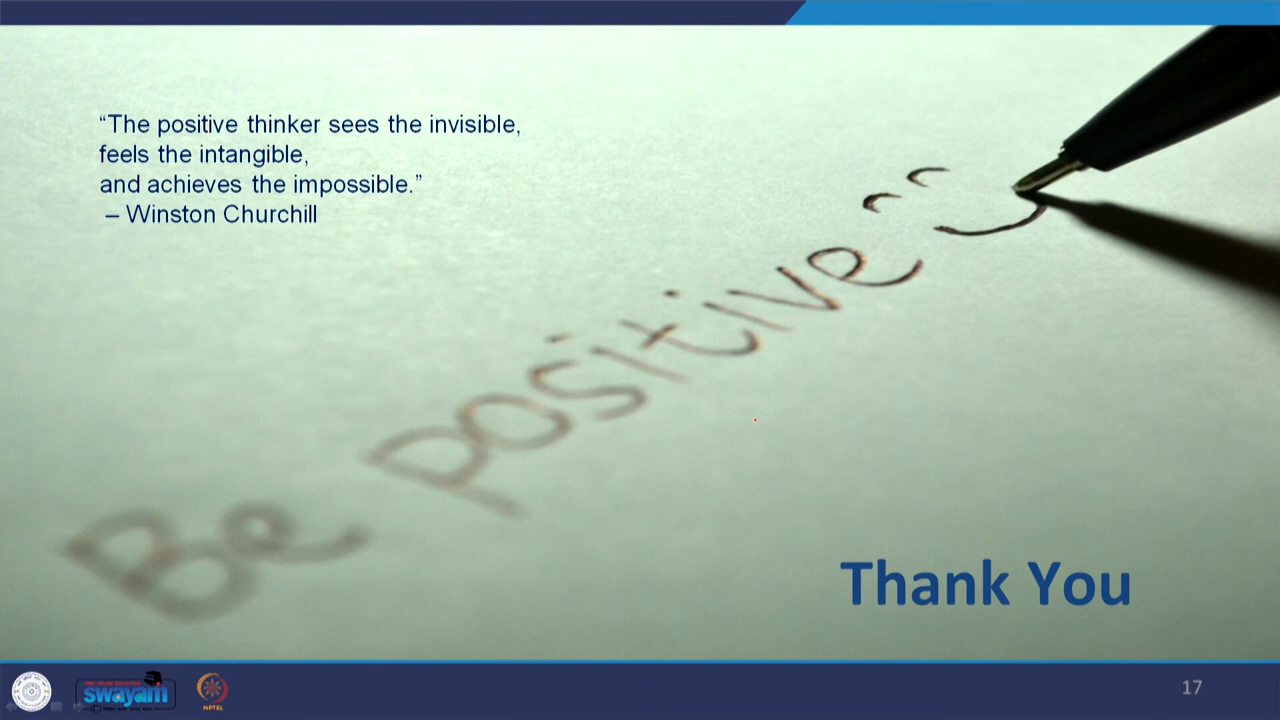 “The positive thinker sees the invisible,
feels the intangible,
and achieves the impossible.”
– Winston Churchill
Be positive
Thank You
swayam
NPTEL
17